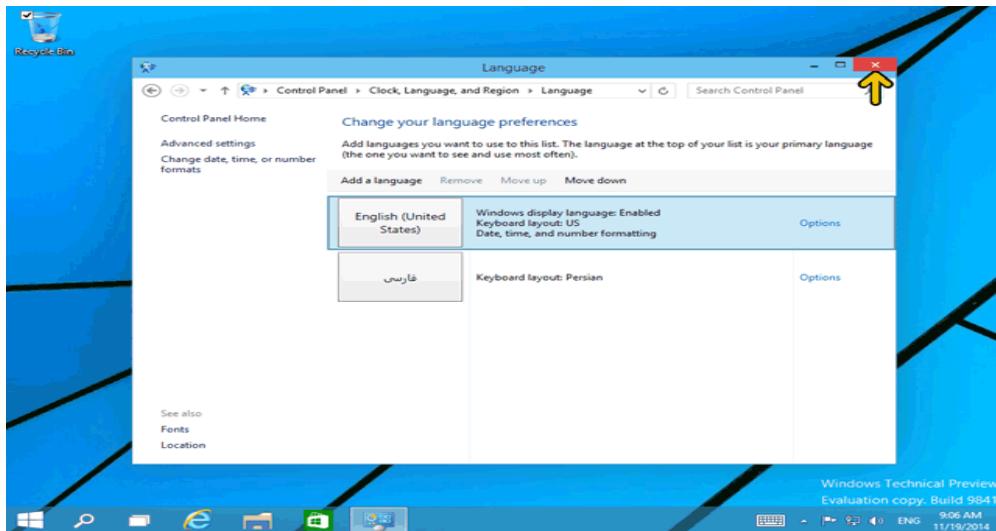 Recycle Bin
Language
Control Panel › Clock, Language, and Region › Language
Search Control Panel
Control Panel Home
Advanced settings
Change date, time, or number
formats
Change your language preferences
Add languages you want to use to this list. The language at the top of your list is your primary language
(the one you want to see and use most often).
Add a language Remove Move up Move down
English (United
States)
Windows display language: Enabled
Keyboard layout: US
Date, time, and number formatting
Options
فارسی
Keyboard layout: Persian
Options
See also
Fonts
Location
Windows Technical Preview
Evaluation copy. Build 9841
ENG
9:06 AM
11/19/2014